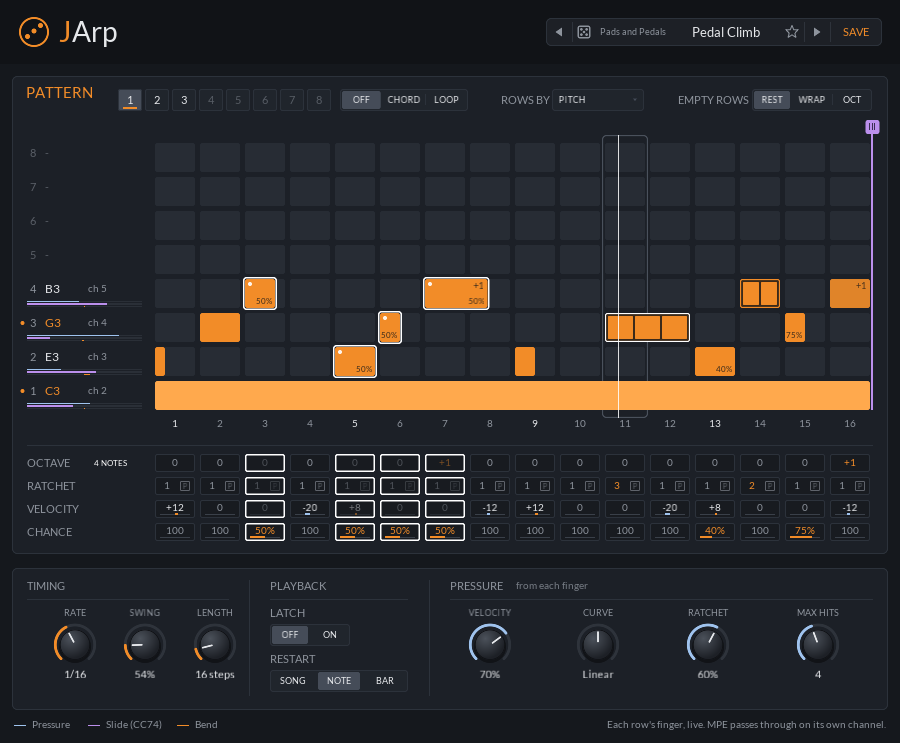 JArp
Pads and Pedals Pedal Climb SAVE
PATTERN 1 2 3 4 5 6 7 8 OFF CHORD LOOP ROWS BY PITCH EMPTY ROWS REST WRAP OCT
8 -
7 -
6 -
5 -
4 B3 ch 5 50% +1 50% +1
3 G3 ch 4 50% 75%
2 E3 ch 3 50% 40%
1 C3 ch 2
1 2 3 4 5 6 7 8 9 10 11 12 13 14 15 16
OCTAVE 4 NOTES 0 0 0 0 0 0 +1 0 0 0 0 0 0 0 0 +1
RATCHET 1 P 1 P 1 P 1 P 1 P 1 P 1 P 1 P 1 P 1 P 3 P 1 P 1 P 2 P 1 P 1 P
VELOCITY +12 0 0 -20 +8 0 0 -12 +12 0 0 -20 +8 0 0 -12
CHANCE 100 100 50% 100 50% 50% 50% 100 100 100 100 100 40% 100 75% 100
TIMING PLAYBACK PRESSURE from each finger
RATE SWING LENGTH LATCH VELOCITY CURVE RATCHET MAX HITS
OFF ON
RESTART
1/16 54% 16 steps SONG NOTE BAR 70% Linear 60% 4
Pressure Slide (CC74) Bend Each row's finger, live. MPE passes through on its own channel.